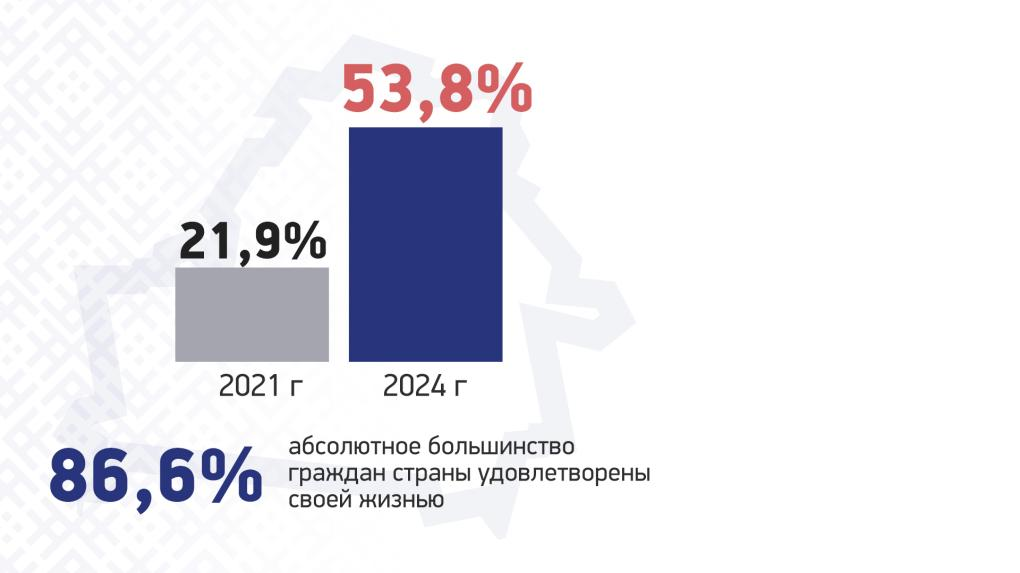 53,8%
21,9%
2021 г
2024 г
86,6%
абсолютное большинство
граждан страны удовлетворены
своей жизнью